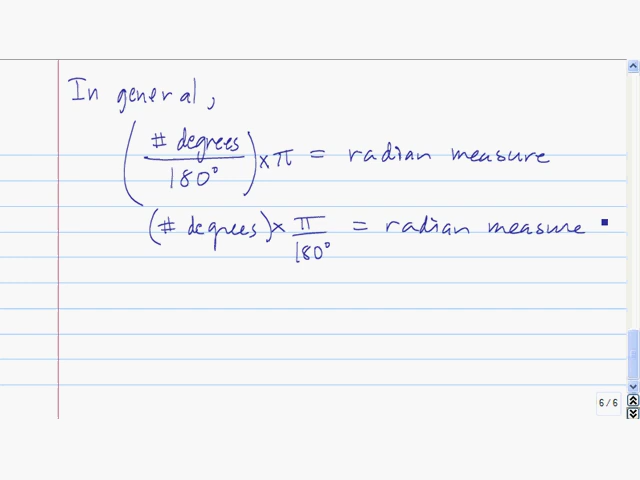 In general,
(# degrees / 180°) × π = radian measure
(# degrees) × π / 180° = radian measure
6 / 6